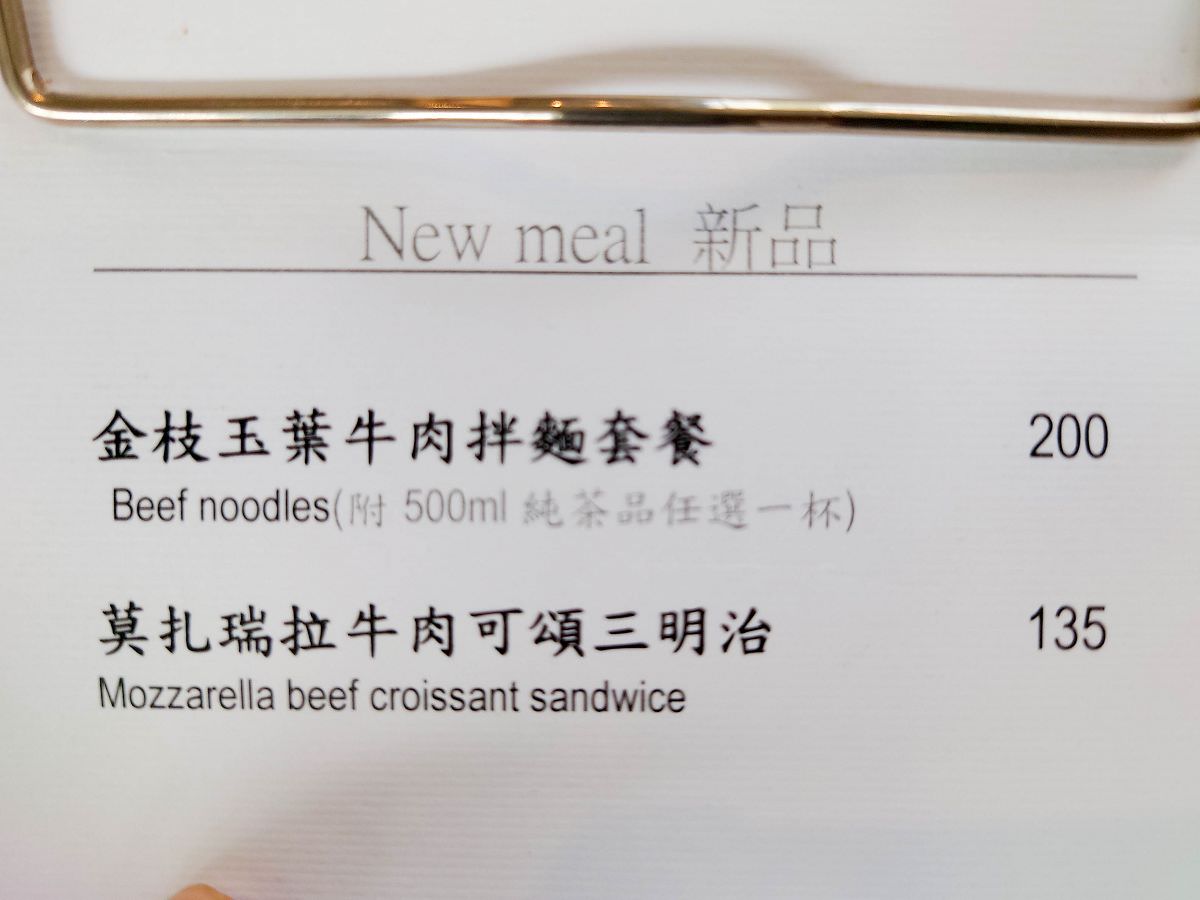 New meal 新品
金枝玉葉牛肉拌麵套餐 200
Beef noodles(附 500ml 純茶品任選一杯)
莫扎瑞拉牛肉可頌三明治 135
Mozzarella beef croissant sandwice